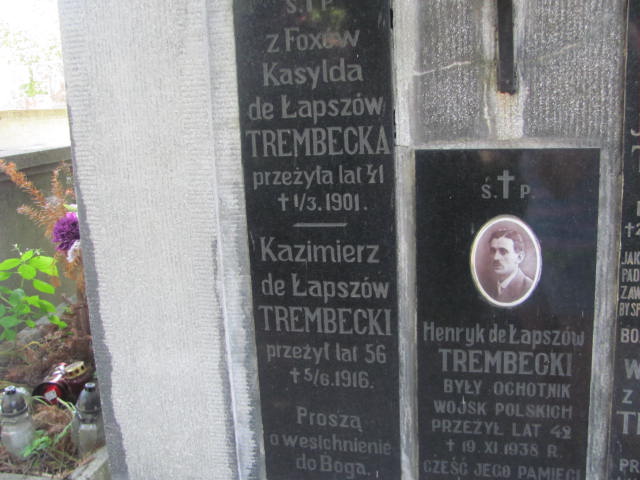 Ś.†P.
z Foxów
Kasylda
de Łapszów
TREMBECKA
przeżyła lat 41
† 1/3. 1901.
Kazimierz
de Łapszów
TREMBECKI
przeżył lat 56
† 5/6. 1916.
Proszą
o westchnienie
do Boga.
Ś.†P.
Henryk de Łapszów
TREMBECKI
BYŁY OCHOTNIK
WOJSK POLSKICH
PRZEŻYŁ LAT 42
† 19. XI 1938 R.
CZEŚĆ JEGO PAMIĘCI